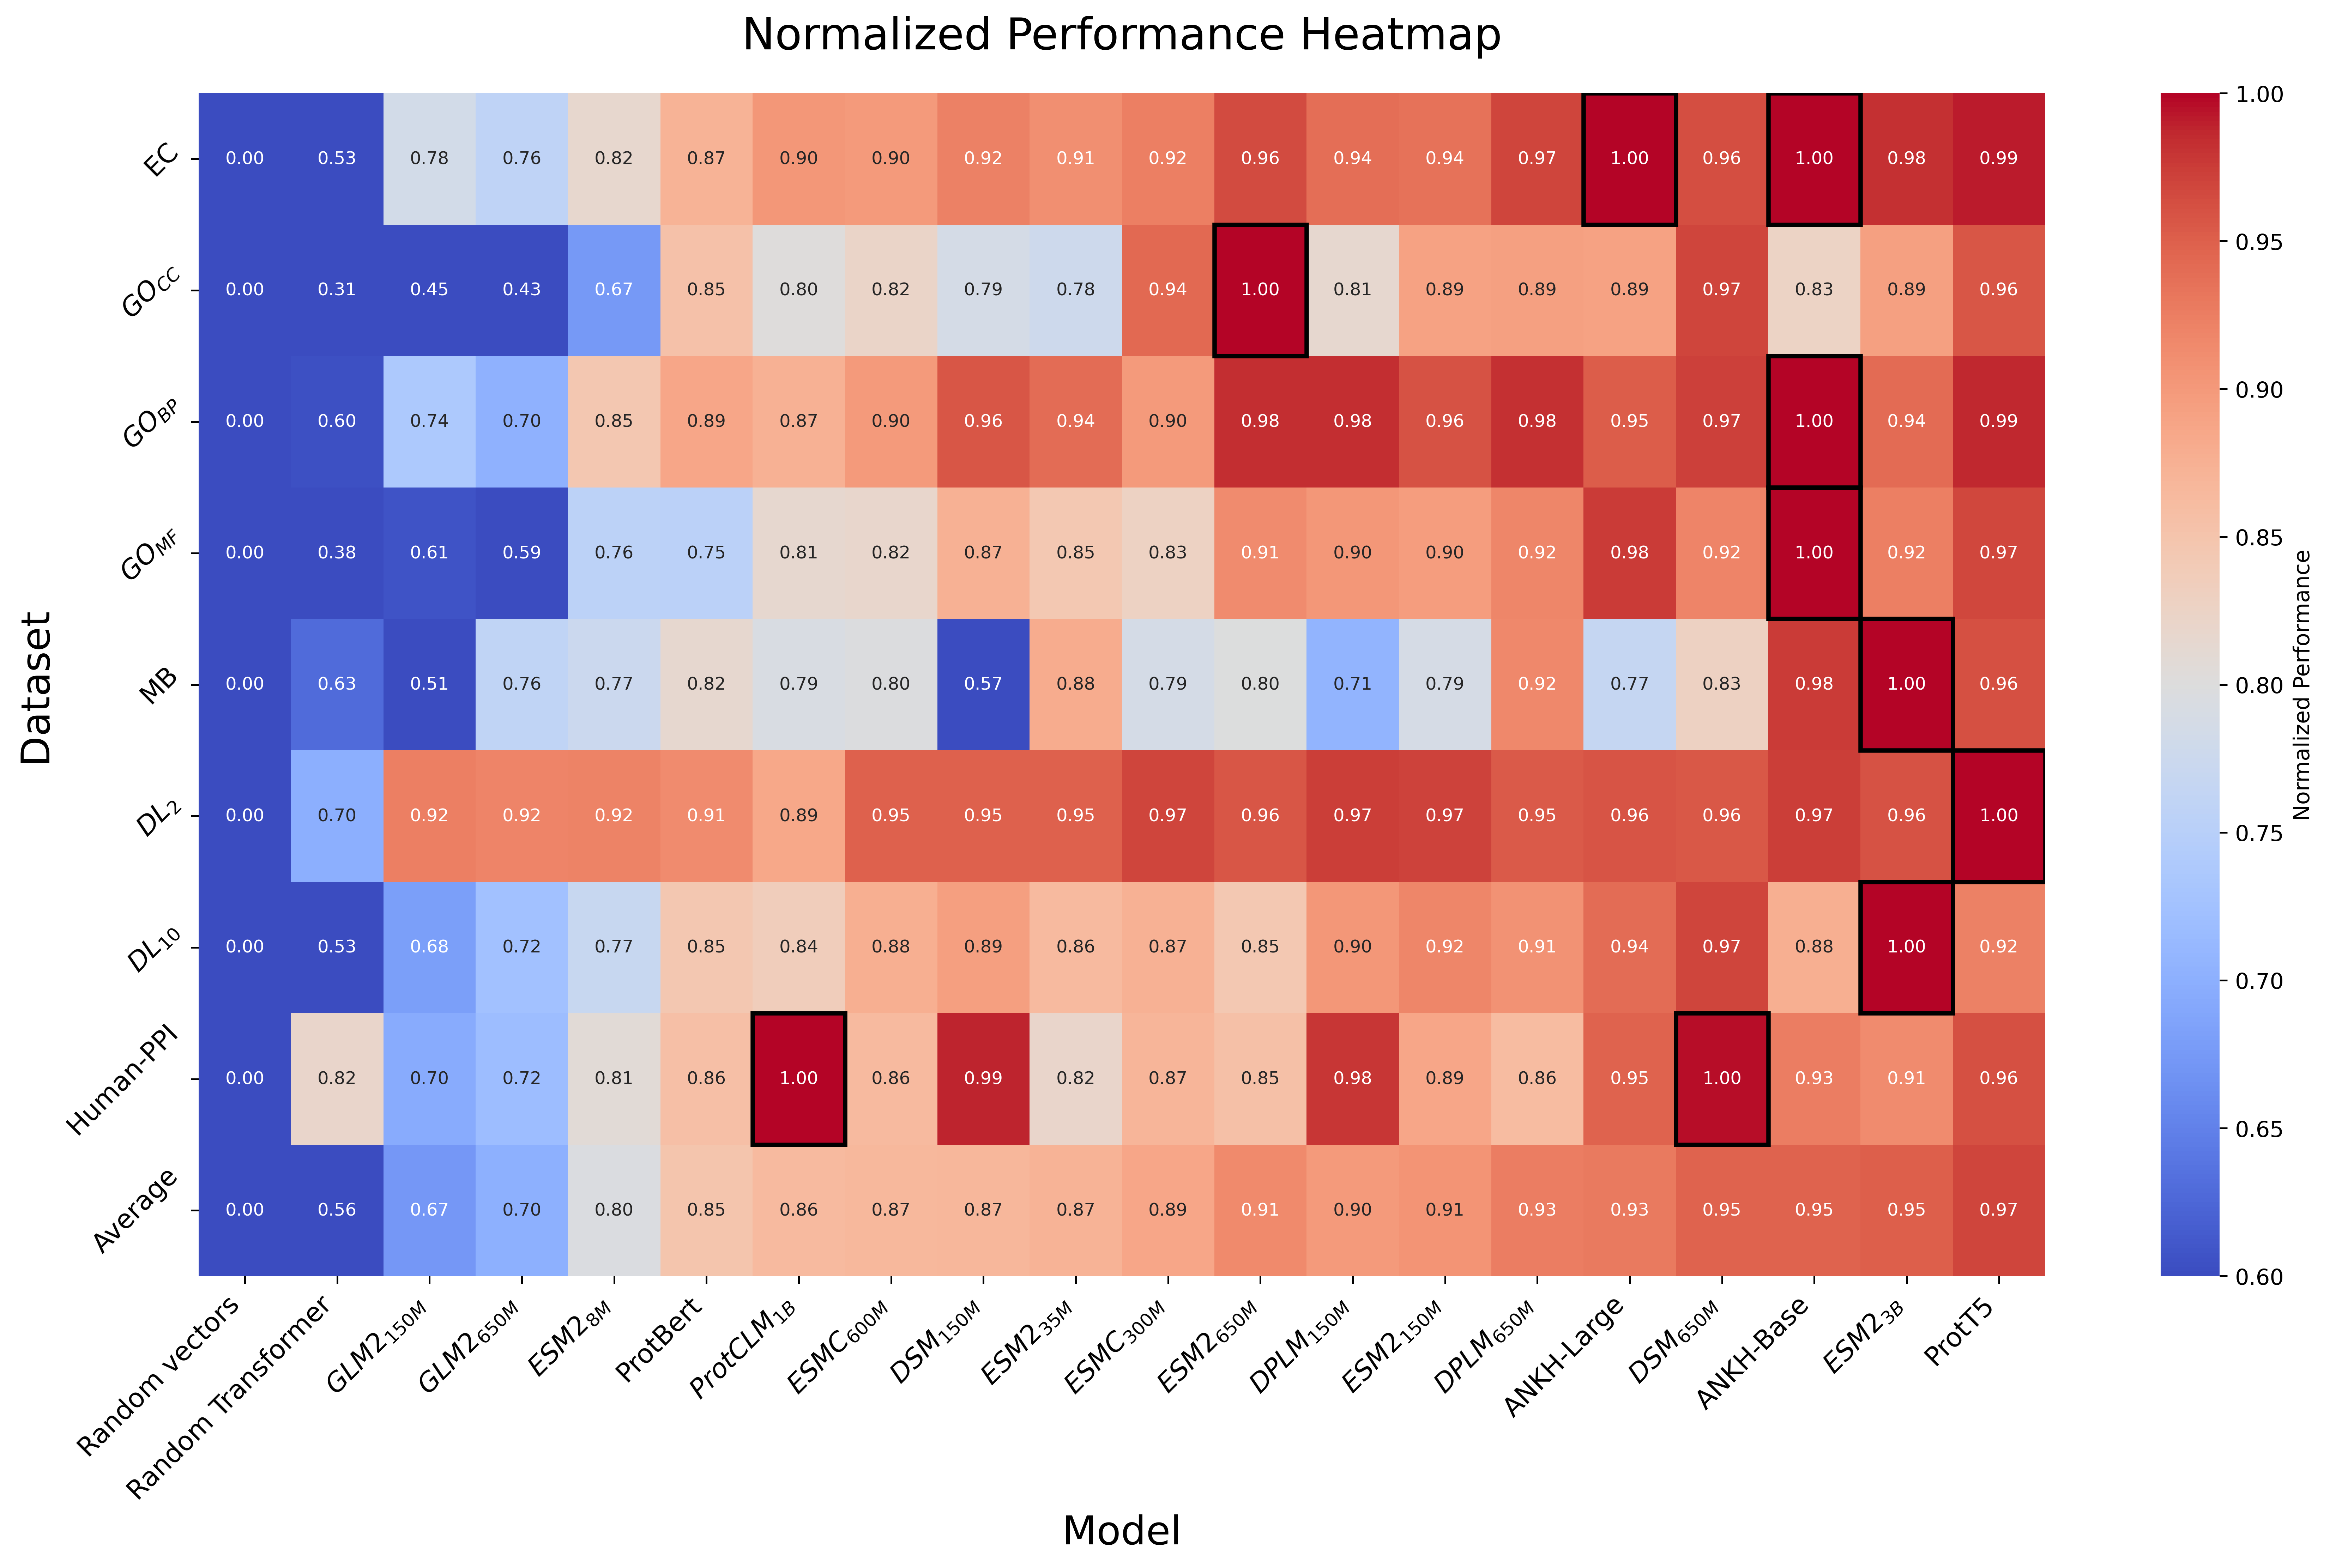 Normalized Performance Heatmap
Dataset
EC 0.00 0.53 0.78 0.76 0.82 0.87 0.90 0.90 0.92 0.91 0.92 0.96 0.94 0.94 0.97 1.00 0.96 1.00 0.98 0.99
GO_CC 0.00 0.31 0.45 0.43 0.67 0.85 0.80 0.82 0.79 0.78 0.94 1.00 0.81 0.89 0.89 0.89 0.97 0.83 0.89 0.96
GO_BP 0.00 0.60 0.74 0.70 0.85 0.89 0.87 0.90 0.96 0.94 0.90 0.98 0.98 0.96 0.98 0.95 0.97 1.00 0.94 0.99
GO_MF 0.00 0.38 0.61 0.59 0.76 0.75 0.81 0.82 0.87 0.85 0.83 0.91 0.90 0.90 0.92 0.98 0.92 1.00 0.92 0.97
MB 0.00 0.63 0.51 0.76 0.77 0.82 0.79 0.80 0.57 0.88 0.79 0.80 0.71 0.79 0.92 0.77 0.83 0.98 1.00 0.96
DL_2 0.00 0.70 0.92 0.92 0.92 0.91 0.89 0.95 0.95 0.95 0.97 0.96 0.97 0.97 0.95 0.96 0.96 0.97 0.96 1.00
DL_10 0.00 0.53 0.68 0.72 0.77 0.85 0.84 0.88 0.89 0.86 0.87 0.85 0.90 0.92 0.91 0.94 0.97 0.88 1.00 0.92
Human-PPI 0.00 0.82 0.70 0.72 0.81 0.86 1.00 0.86 0.99 0.82 0.87 0.85 0.98 0.89 0.86 0.95 1.00 0.93 0.91 0.96
Average 0.00 0.56 0.67 0.70 0.80 0.85 0.86 0.87 0.87 0.87 0.89 0.91 0.90 0.91 0.93 0.93 0.95 0.95 0.95 0.97
Random vectors
Random Transformer
GLM2_150M
GLM2_650M
ESM2_8M
ProtBert
ProtCLM_1B
ESMC_600M
DSM_150M
ESM2_35M
ESMC_300M
ESM2_650M
DPLM_150M
ESM2_150M
DPLM_650M
ANKH-Large
DSM_650M
ANKH-Base
ESM2_3B
ProtT5
Model
1.00
0.95
0.90
0.85
0.80
0.75
0.70
0.65
0.60
Normalized Performance